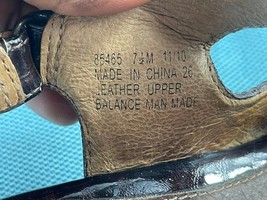 85465 7½M 11/10
MADE IN CHINA 26
LEATHER UPPER
BALANCE MAN MADE